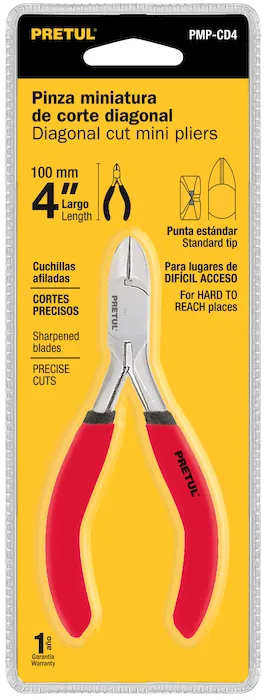 PRETUL® PMP-CD4
Pinza miniatura
de corte diagonal
Diagonal cut mini pliers
100 mm
4” Largo
Length
Punta estándar
Standard tip
Cuchillas
afiladas
CORTES
PRECISOS
Sharpened
blades
PRECISE
CUTS
Para lugares de
DIFÍCIL ACCESO
For HARD TO
REACH places
PRETUL®
PRETUL®
1 año
Garantía
Warranty